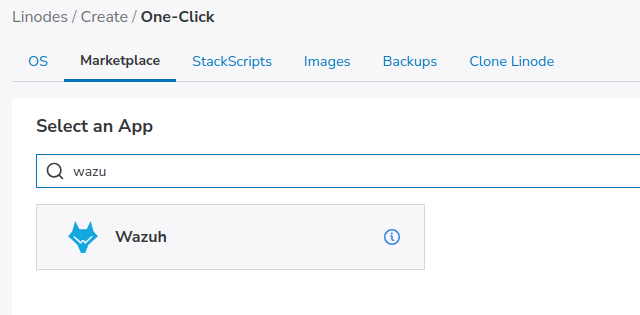 Linodes / Create / One-Click
OS Marketplace StackScripts Images Backups Clone Linode
Select an App
wazu
Wazuh